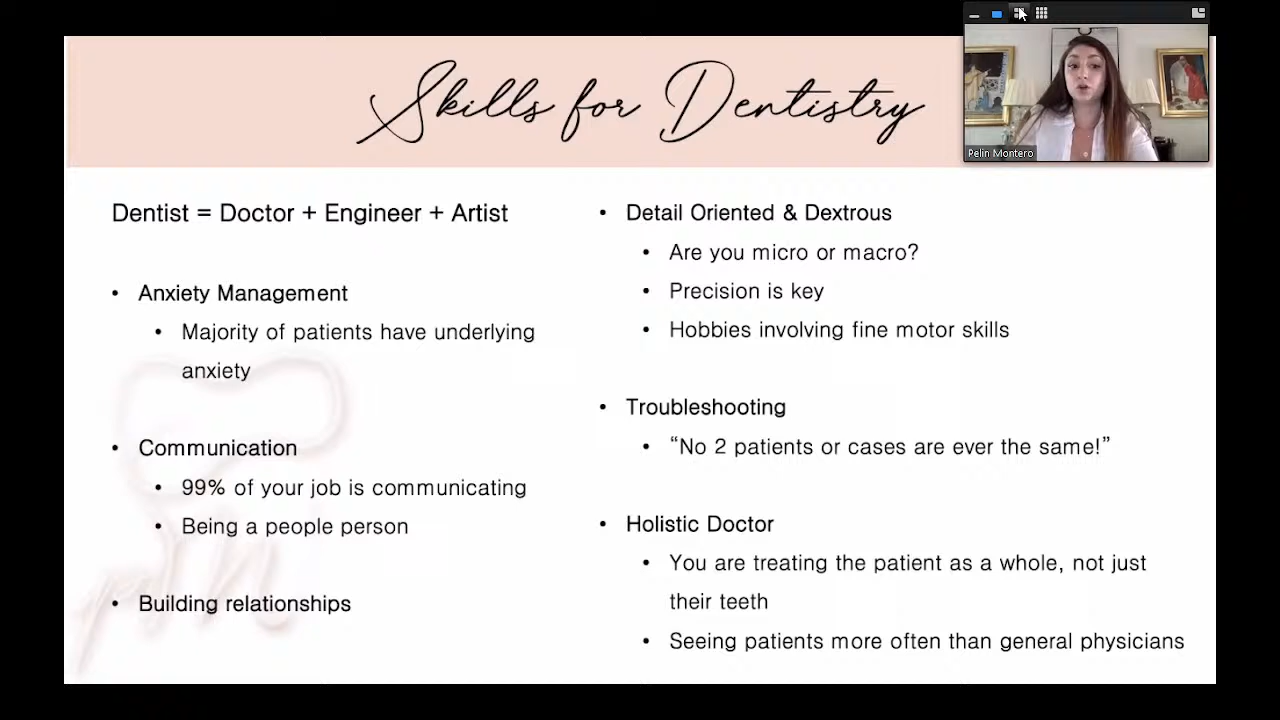 Skills for Dentistry
Pelin Montero
Dentist = Doctor + Engineer + Artist
• Anxiety Management
• Majority of patients have underlying
anxiety
• Communication
• 99% of your job is communicating
• Being a people person
• Building relationships
• Detail Oriented & Dextrous
• Are you micro or macro?
• Precision is key
• Hobbies involving fine motor skills
• Troubleshooting
• “No 2 patients or cases are ever the same!”
• Holistic Doctor
• You are treating the patient as a whole, not just
their teeth
• Seeing patients more often than general physicians